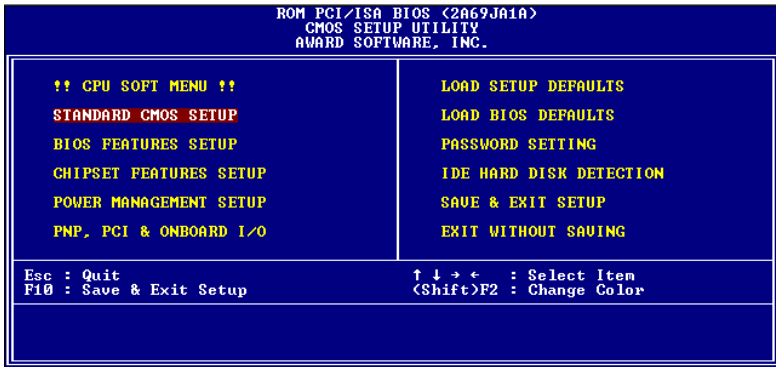 ROM PCI/ISA BIOS (2A69JA1A)
CMOS SETUP UTILITY
AWARD SOFTWARE, INC.
!! CPU SOFT MENU !!
STANDARD CMOS SETUP
BIOS FEATURES SETUP
CHIPSET FEATURES SETUP
POWER MANAGEMENT SETUP
PNP, PCI & ONBOARD I/O
LOAD SETUP DEFAULTS
LOAD BIOS DEFAULTS
PASSWORD SETTING
IDE HARD DISK DETECTION
SAVE & EXIT SETUP
EXIT WITHOUT SAVING
Esc : Quit
F10 : Save & Exit Setup
↑ ↓ → ← : Select Item
(Shift)F2 : Change Color